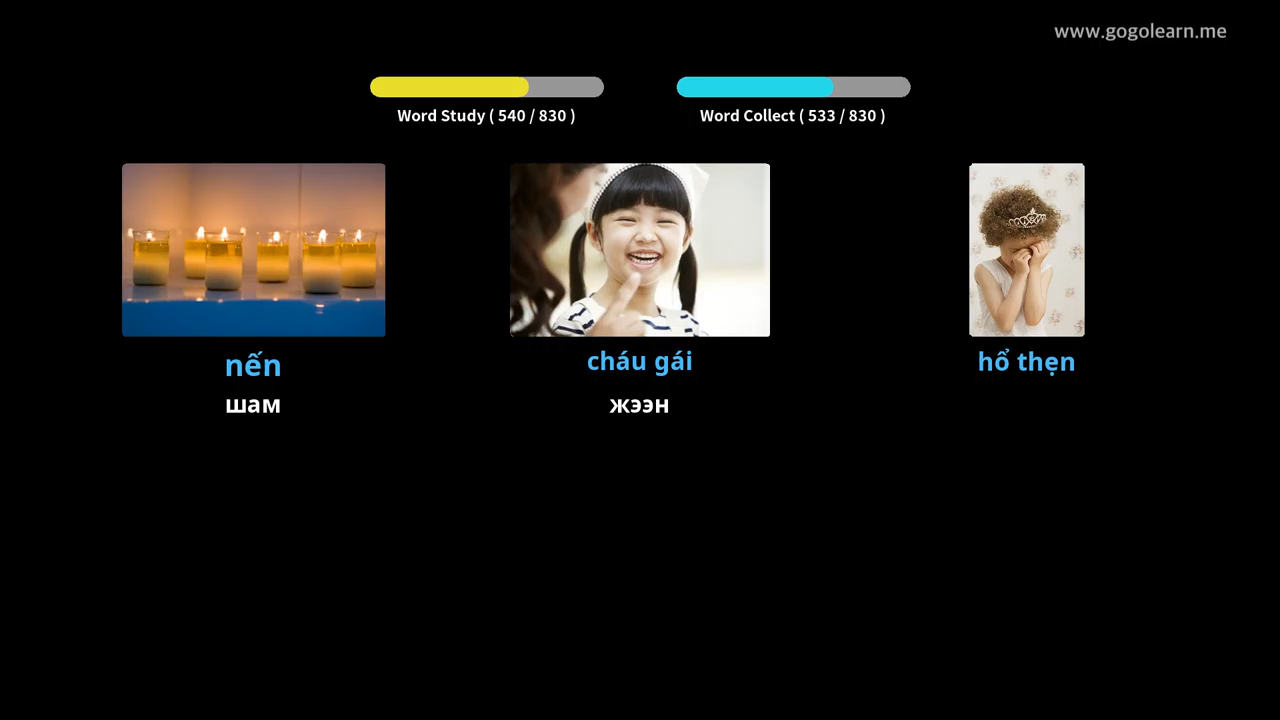 www.gogolearn.me
Word Study ( 540 / 830 )
Word Collect ( 533 / 830 )
nến
cháu gái
hổ thẹn
шам
жээн